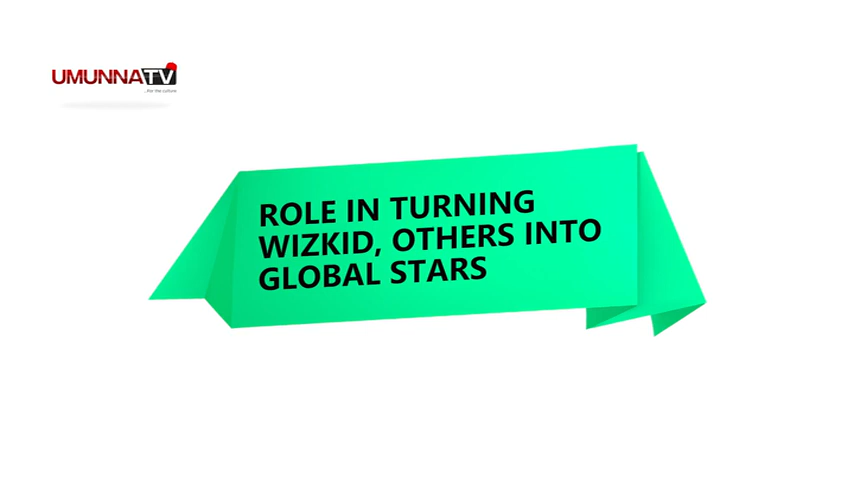 UMUNNATV
...For the culture
ROLE IN TURNING
WIZKID, OTHERS INTO
GLOBAL STARS